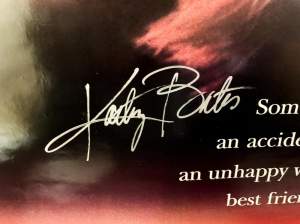 Kathy Bates
Som
an accide
an unhappy w
best frie